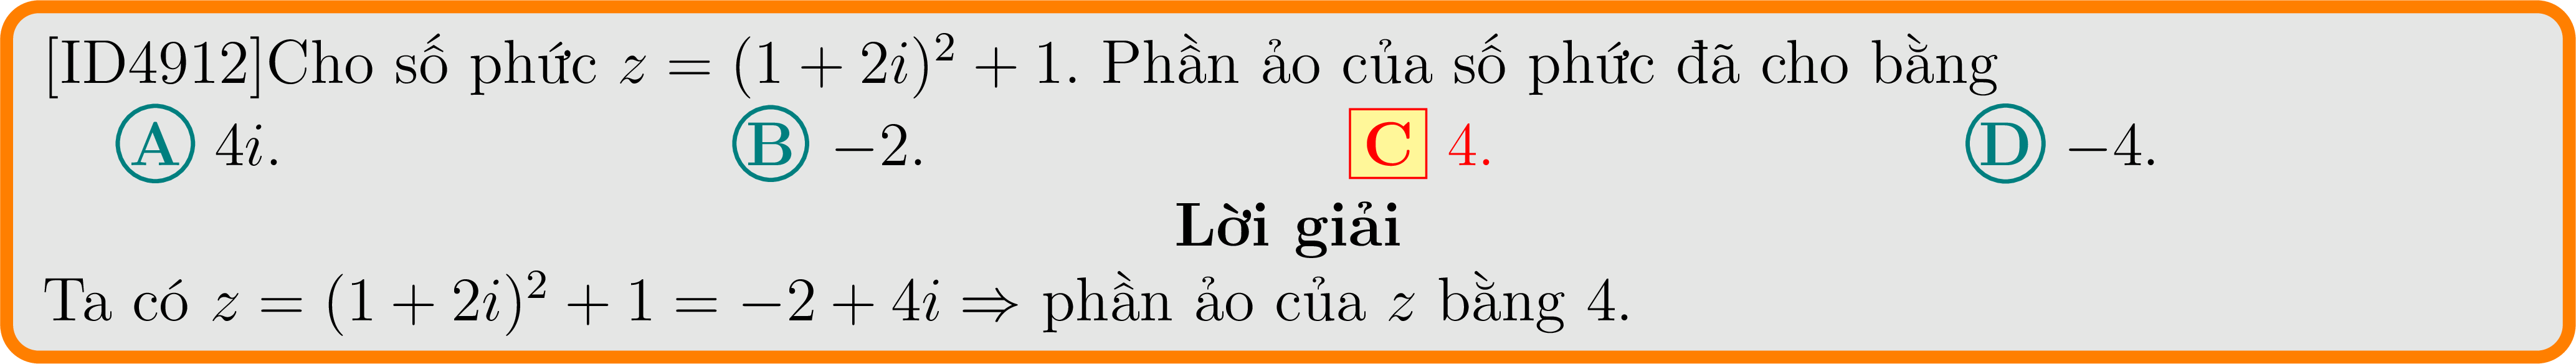 [ID4912]Cho số phức z = (1 + 2i)² + 1. Phần ảo của số phức đã cho bằng
A 4i. B −2. C 4. D −4.
Lời giải
Ta có z = (1 + 2i)² + 1 = −2 + 4i ⇒ phần ảo của z bằng 4.